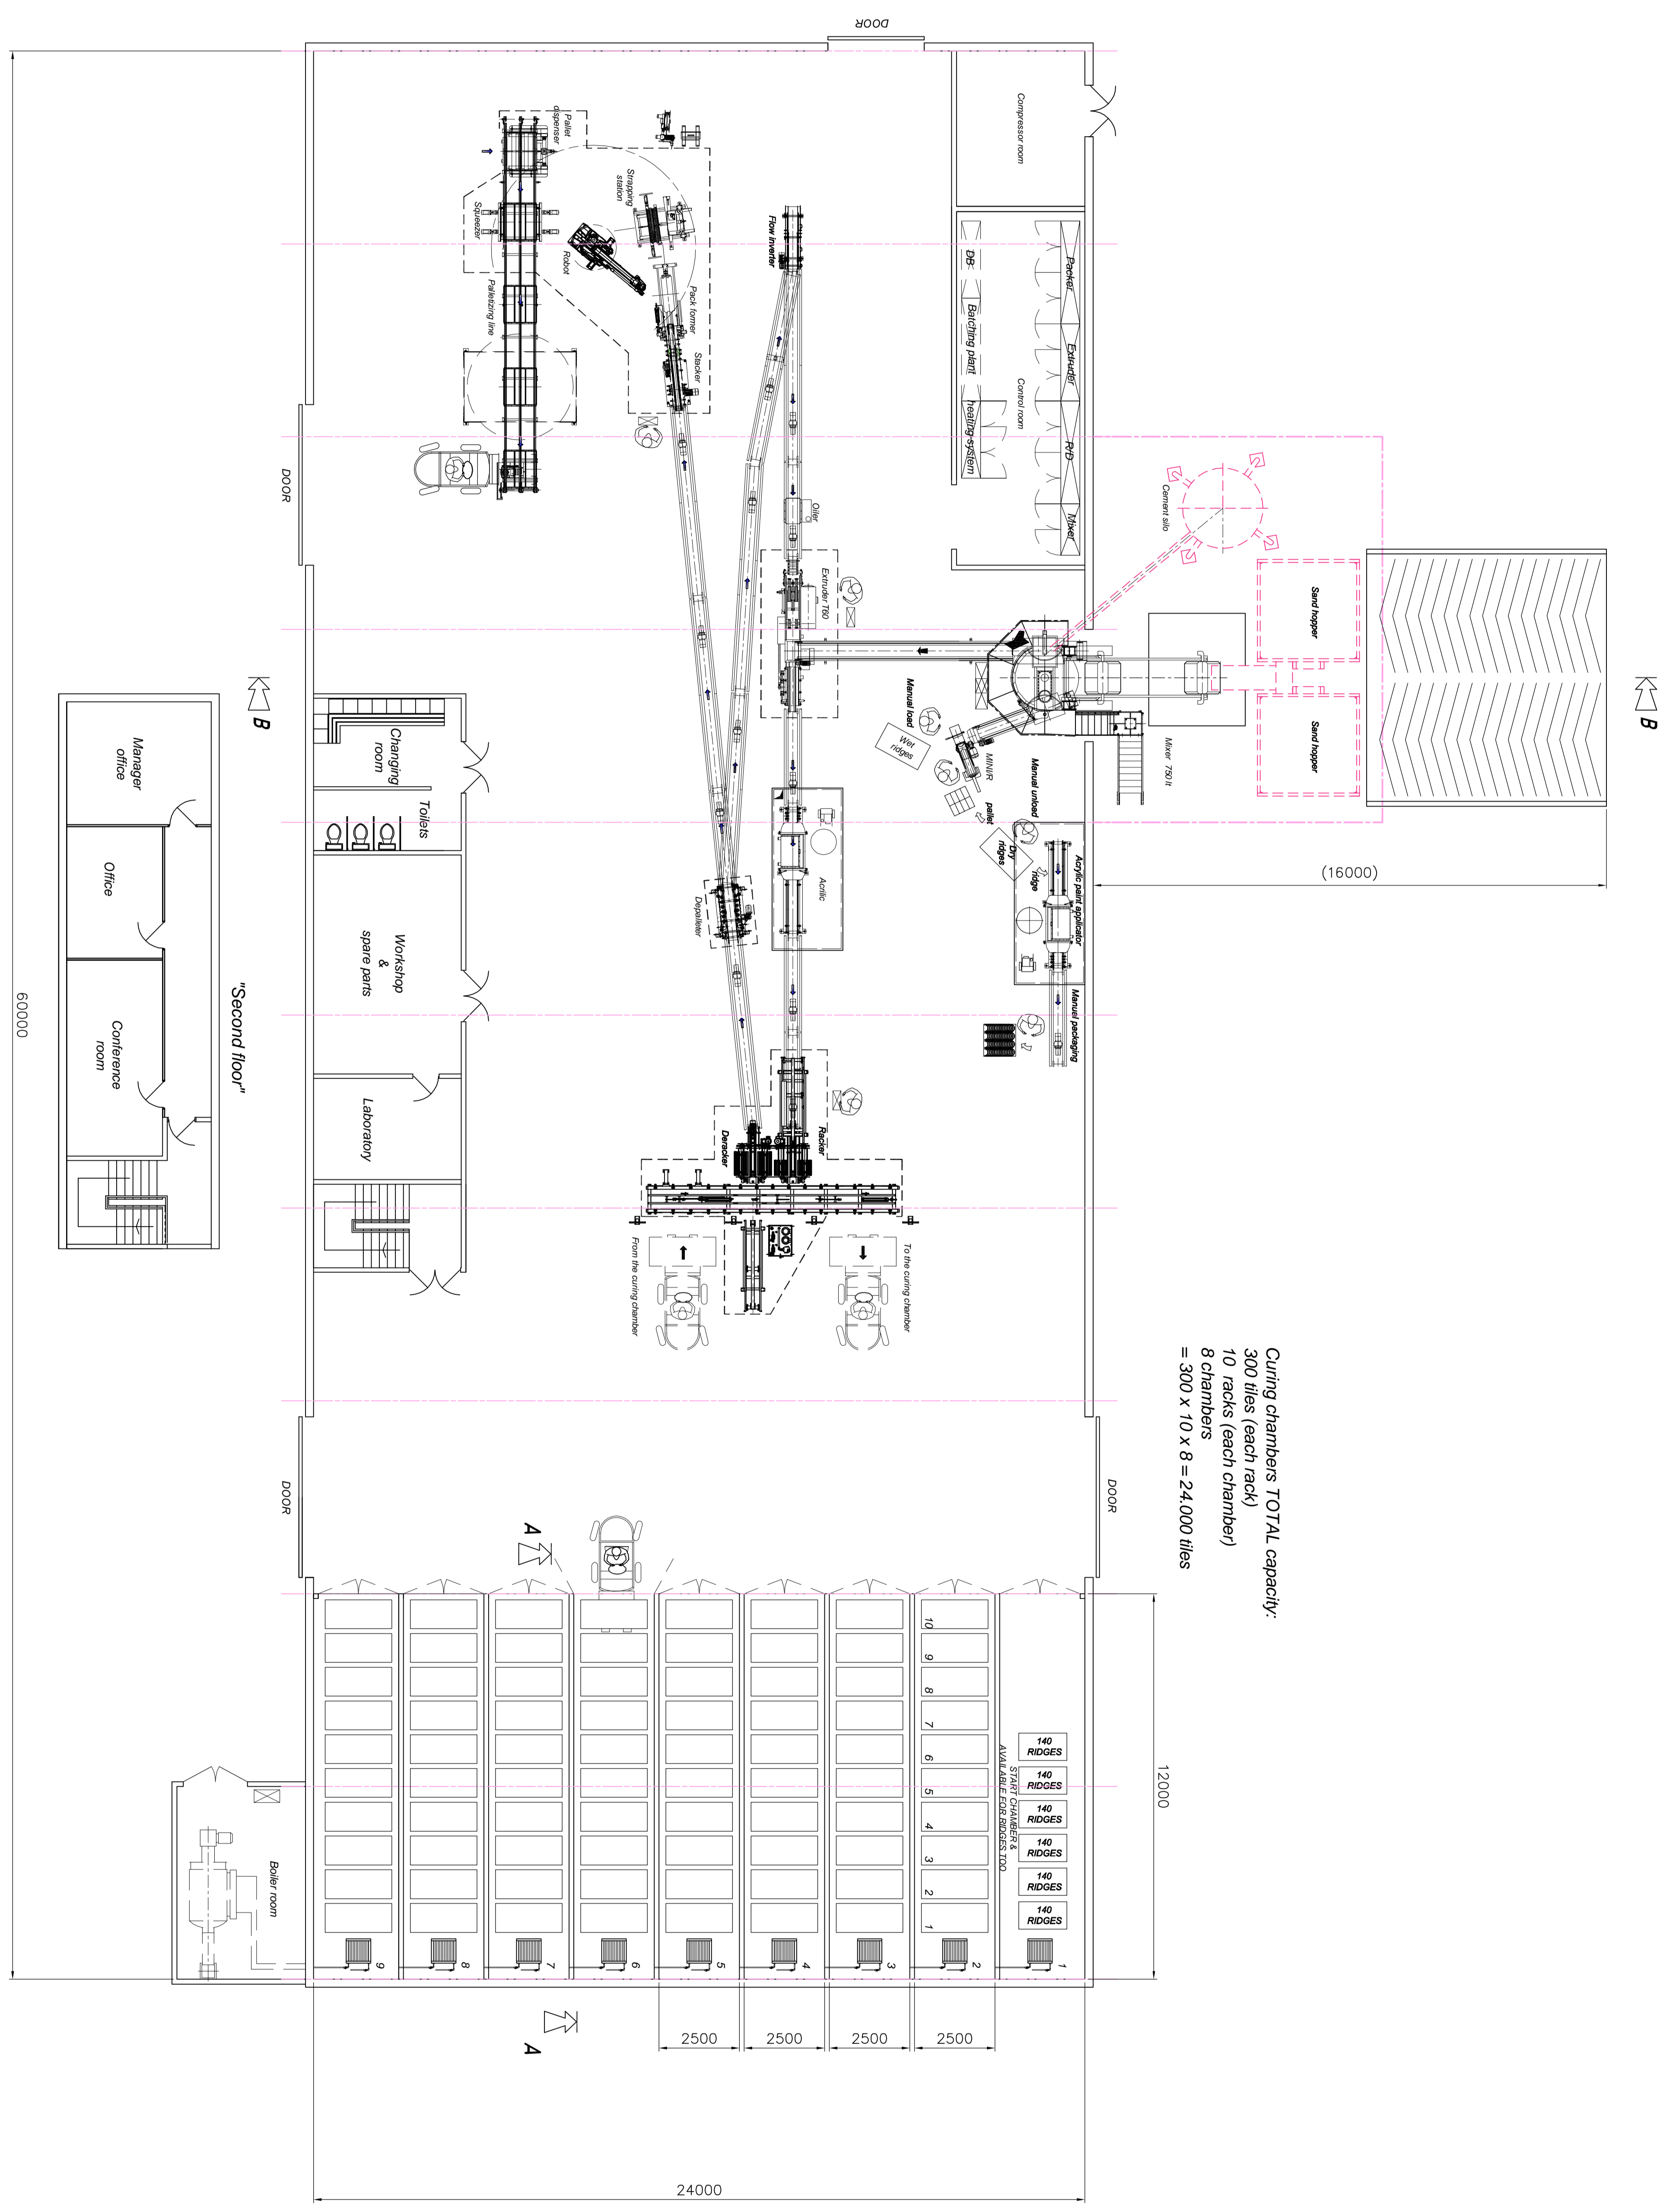 DOOR
Compressor room
Pallet
dispenser
Squeezer
Palletizing line
Strapping
station
Robot
Pack former
Stacker
Flow inverter
Oiler
Extruder T60
DB
Batching plant
heating system
Control room
Packer
Extruder
R/D
Mixer
Cement silo
Sand hopper
Sand hopper
Mixer 750 lt
(16000)
B
B
DOOR
Manual load
Wet
ridges
MINI/R
pallet
Manual unload
Dry
ridges
ridge
Acrylic paint applicator
Manuel packaging
Acrilic
Depalleter
Racker
Deracker
To the curing chamber
From the curing chamber
Changing
room
Toilets
Workshop
&
spare parts
Laboratory
"Second floor"
Manager
office
Office
Conference
room
60000
Curing chambers TOTAL capacity:
300 tiles (each rack)
10 racks (each chamber)
8 chambers
= 300 x 10 x 8 = 24.000 tiles
DOOR
DOOR
A
A
12000
START CHAMBER &
AVAILABLE FOR RIDGES TOO
140
RIDGES
140
RIDGES
140
RIDGES
140
RIDGES
140
RIDGES
140
RIDGES
10
9
8
7
6
5
4
3
2
1
1
2
3
4
5
6
7
8
9
Boiler room
2500
2500
2500
2500
24000